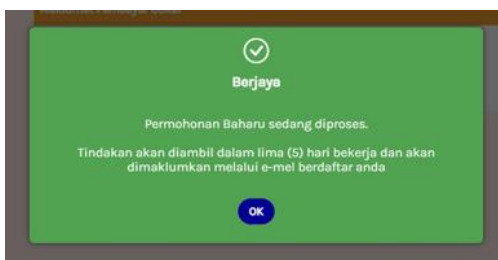 Berjaya
Permohonan Baharu sedang diproses.
Tindakan akan diambil dalam lima (5) hari bekerja dan akan
dimaklumkan melalui e-mel berdaftar anda
OK